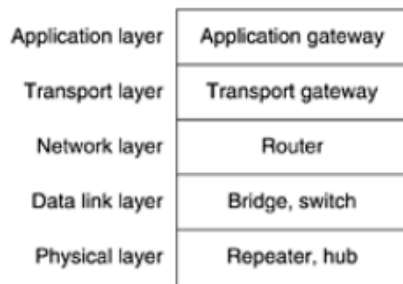 Application layer Application gateway
Transport layer Transport gateway
Network layer Router
Data link layer Bridge, switch
Physical layer Repeater, hub